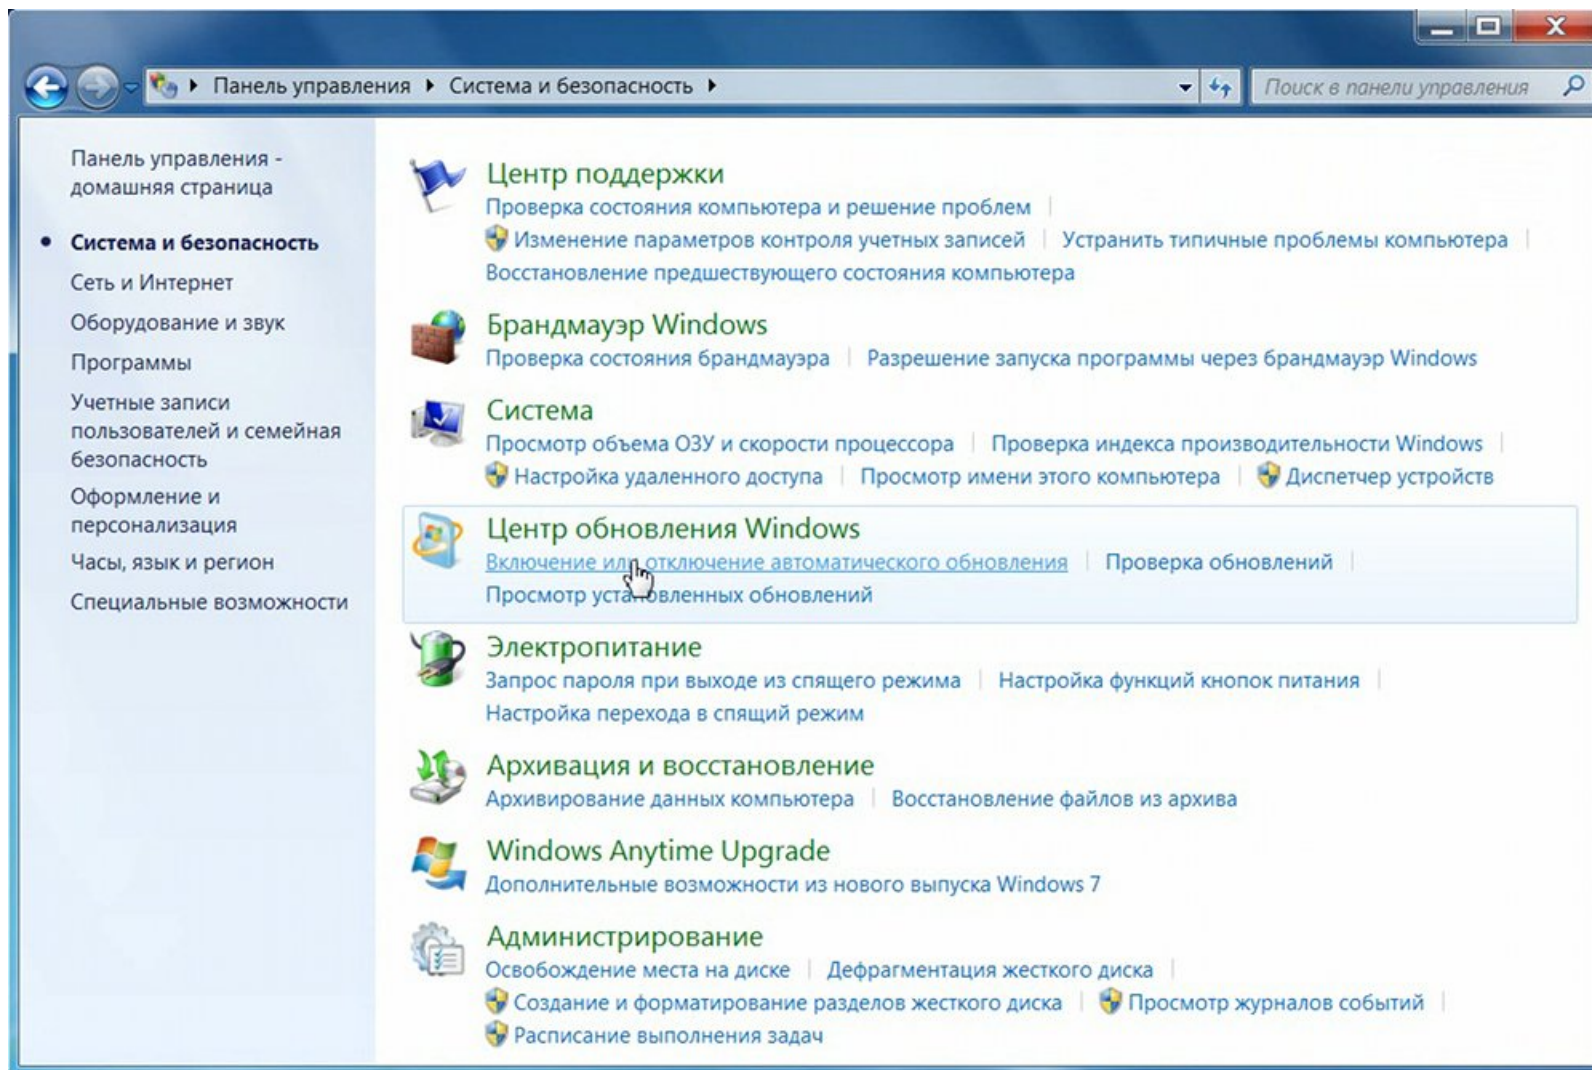 Панель управления Система и безопасность
Поиск в панели управления
Панель управления -
домашняя страница
Система и безопасность
Сеть и Интернет
Оборудование и звук
Программы
Учетные записи
пользователей и семейная
безопасность
Оформление и
персонализация
Часы, язык и регион
Специальные возможности
Центр поддержки
Проверка состояния компьютера и решение проблем
Изменение параметров контроля учетных записей Устранить типичные проблемы компьютера
Восстановление предшествующего состояния компьютера
Брандмауэр Windows
Проверка состояния брандмауэра Разрешение запуска программы через брандмауэр Windows
Система
Просмотр объема ОЗУ и скорости процессора Проверка индекса производительности Windows
Настройка удаленного доступа Просмотр имени этого компьютера Диспетчер устройств
Центр обновления Windows
Включение или отключение автоматического обновления Проверка обновлений
Просмотр установленных обновлений
Электропитание
Запрос пароля при выходе из спящего режима Настройка функций кнопок питания
Настройка перехода в спящий режим
Архивация и восстановление
Архивирование данных компьютера Восстановление файлов из архива
Windows Anytime Upgrade
Дополнительные возможности из нового выпуска Windows 7
Администрирование
Освобождение места на диске Дефрагментация жесткого диска
Создание и форматирование разделов жесткого диска Просмотр журналов событий
Расписание выполнения задач